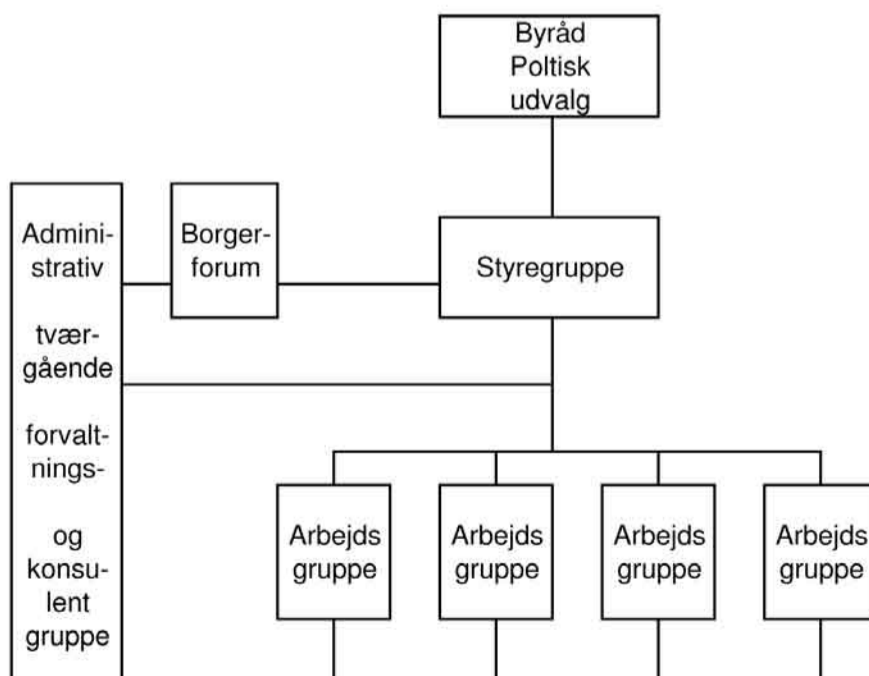 Byråd
Poltisk
udvalg
Admini-
strativ
tvær-
gående
forvalt-
nings-
og
konsu-
lent
gruppe
Borger-
forum
Styregruppe
Arbejds
gruppe
Arbejds
gruppe
Arbejds
gruppe
Arbejds
gruppe